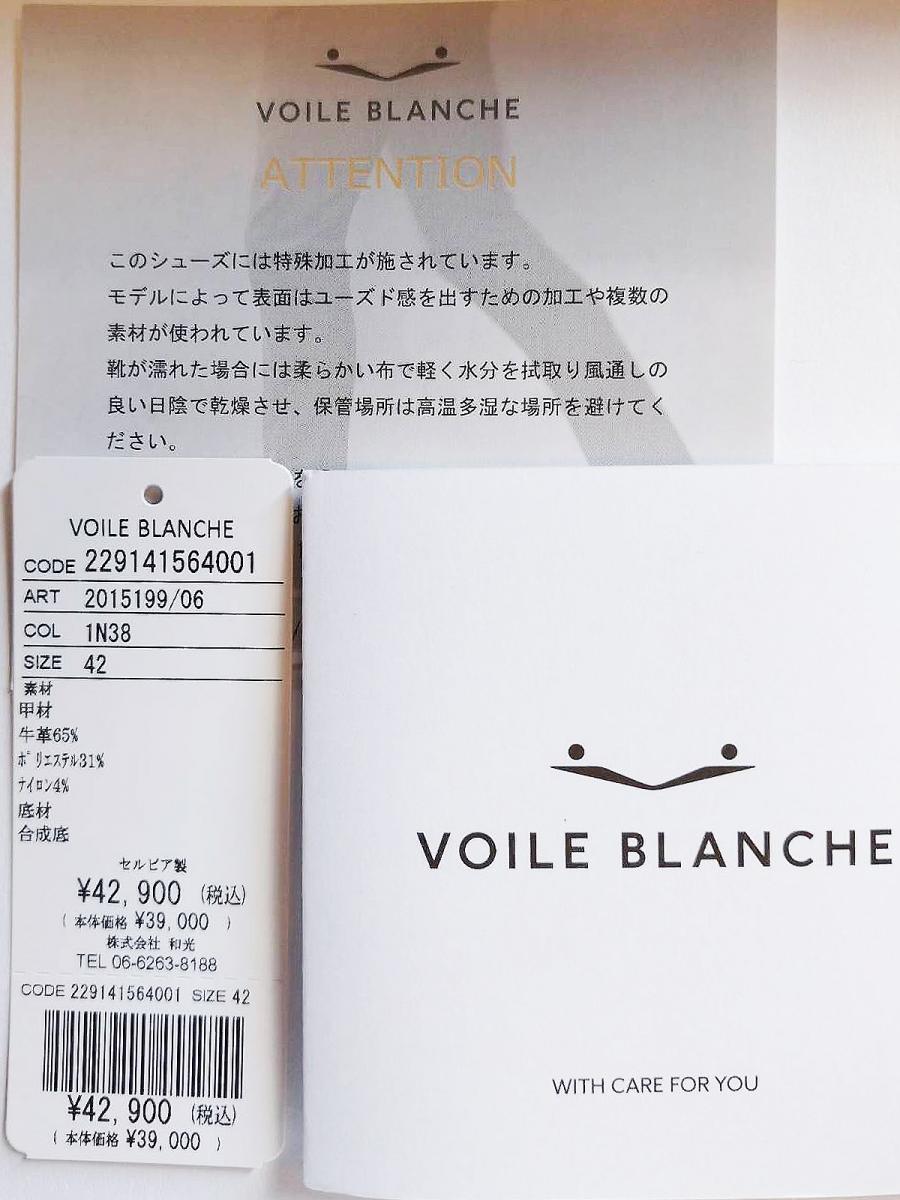 VOILE BLANCHE
ATTENTION
このシューズには特殊加工が施されています。
モデルによって表面はユーズド感を出すための加工や複数の
素材が使われています。
靴が濡れた場合には柔らかい布で軽く水分を拭取り風通しの
良い日陰で乾燥させ、保管場所は高温多湿な場所を避けてく
ださい。
VOILE BLANCHE
CODE 229141564001
ART 2015199/06
COL 1N38
SIZE 42
素材
甲材
牛革65%
ポリエステル31%
ナイロン4%
底材
合成底
セルビア製
¥42,900 (税込)
( 本体価格 ¥39,000 )
株式会社 和光
TEL 06-6263-8188
CODE 229141564001 SIZE 42
¥42,900 (税込)
( 本体価格 ¥39,000 )
VOILE BLANCHE
WITH CARE FOR YOU